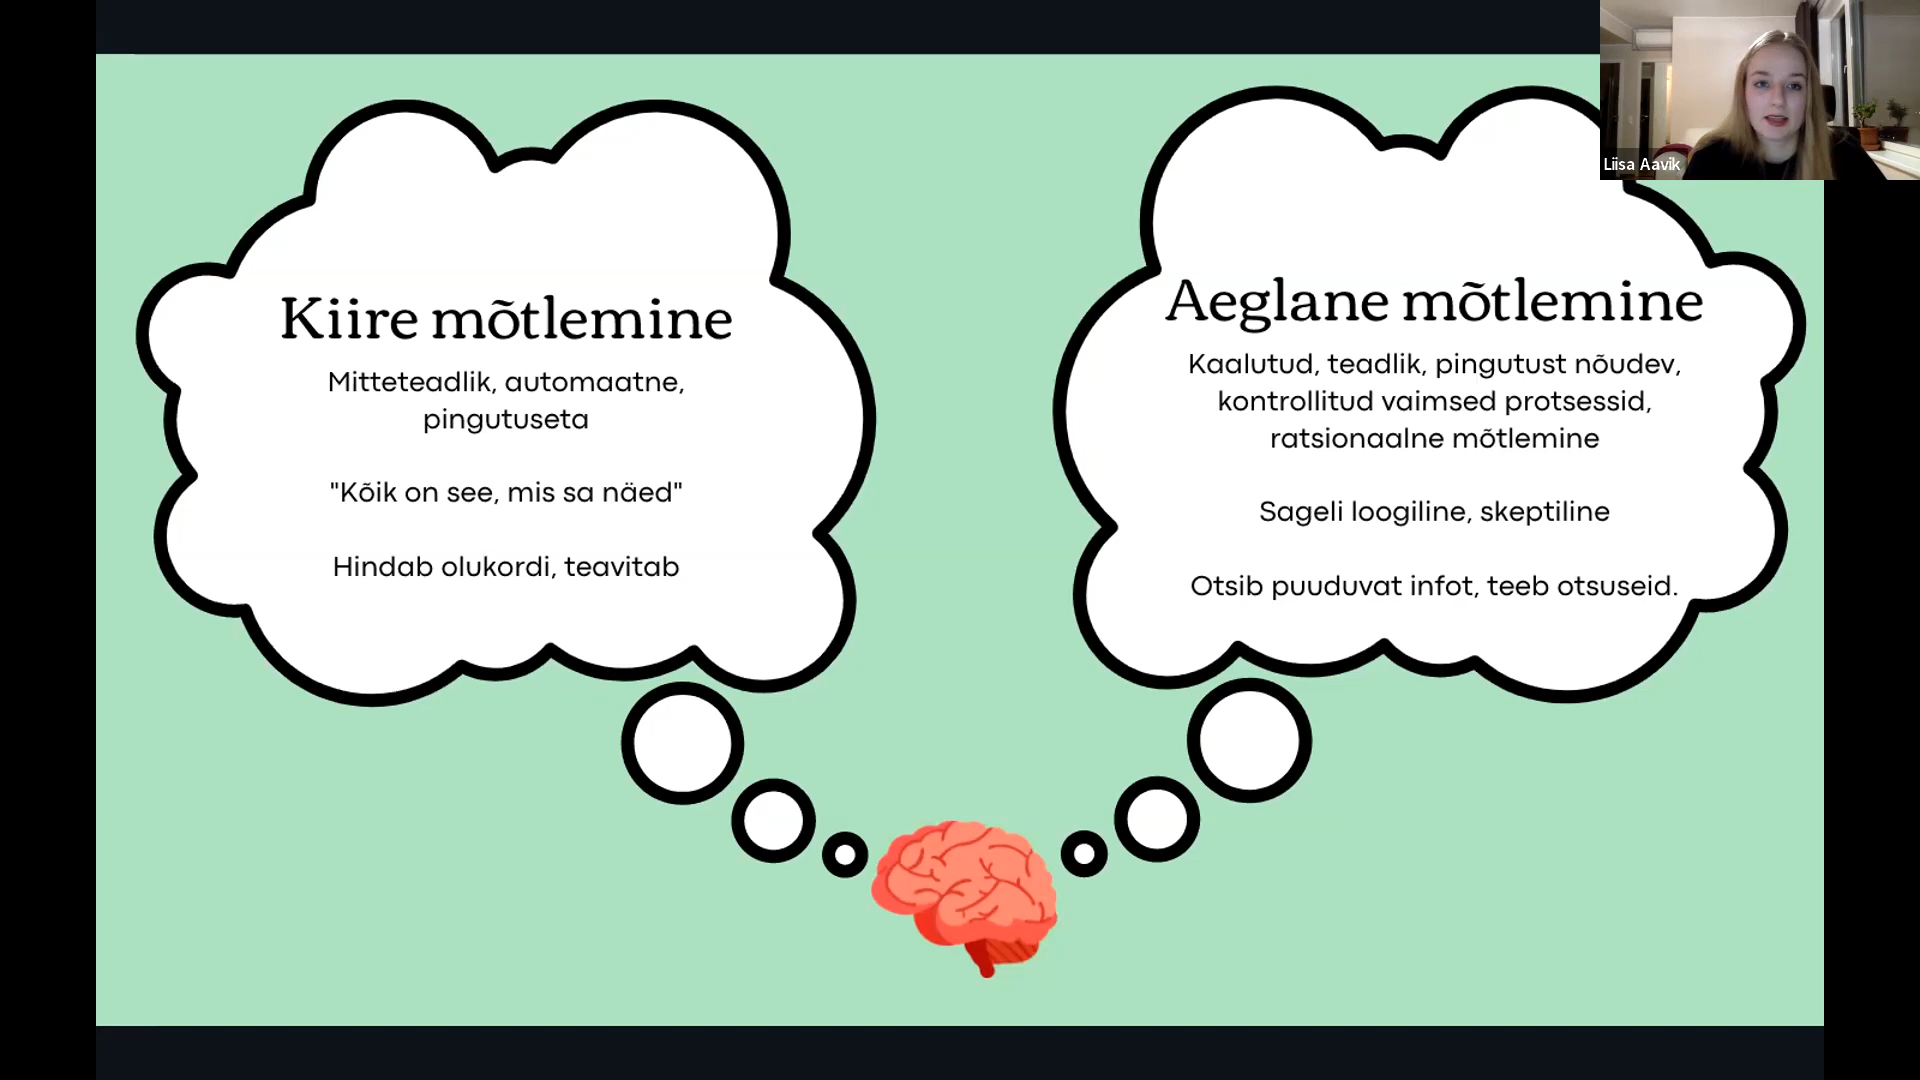 Kiire mõtlemine
Mitteteadlik, automaatne,
pingutuseta
"Kõik on see, mis sa näed"
Hindab olukordi, teavitab
Aeglane mõtlemine
Kaalutud, teadlik, pingutust nõudev,
kontrollitud vaimsed protsessid,
ratsionaalne mõtlemine
Sageli loogiline, skeptiline
Otsib puuduvat infot, teeb otsuseid.
Liisa Aavik